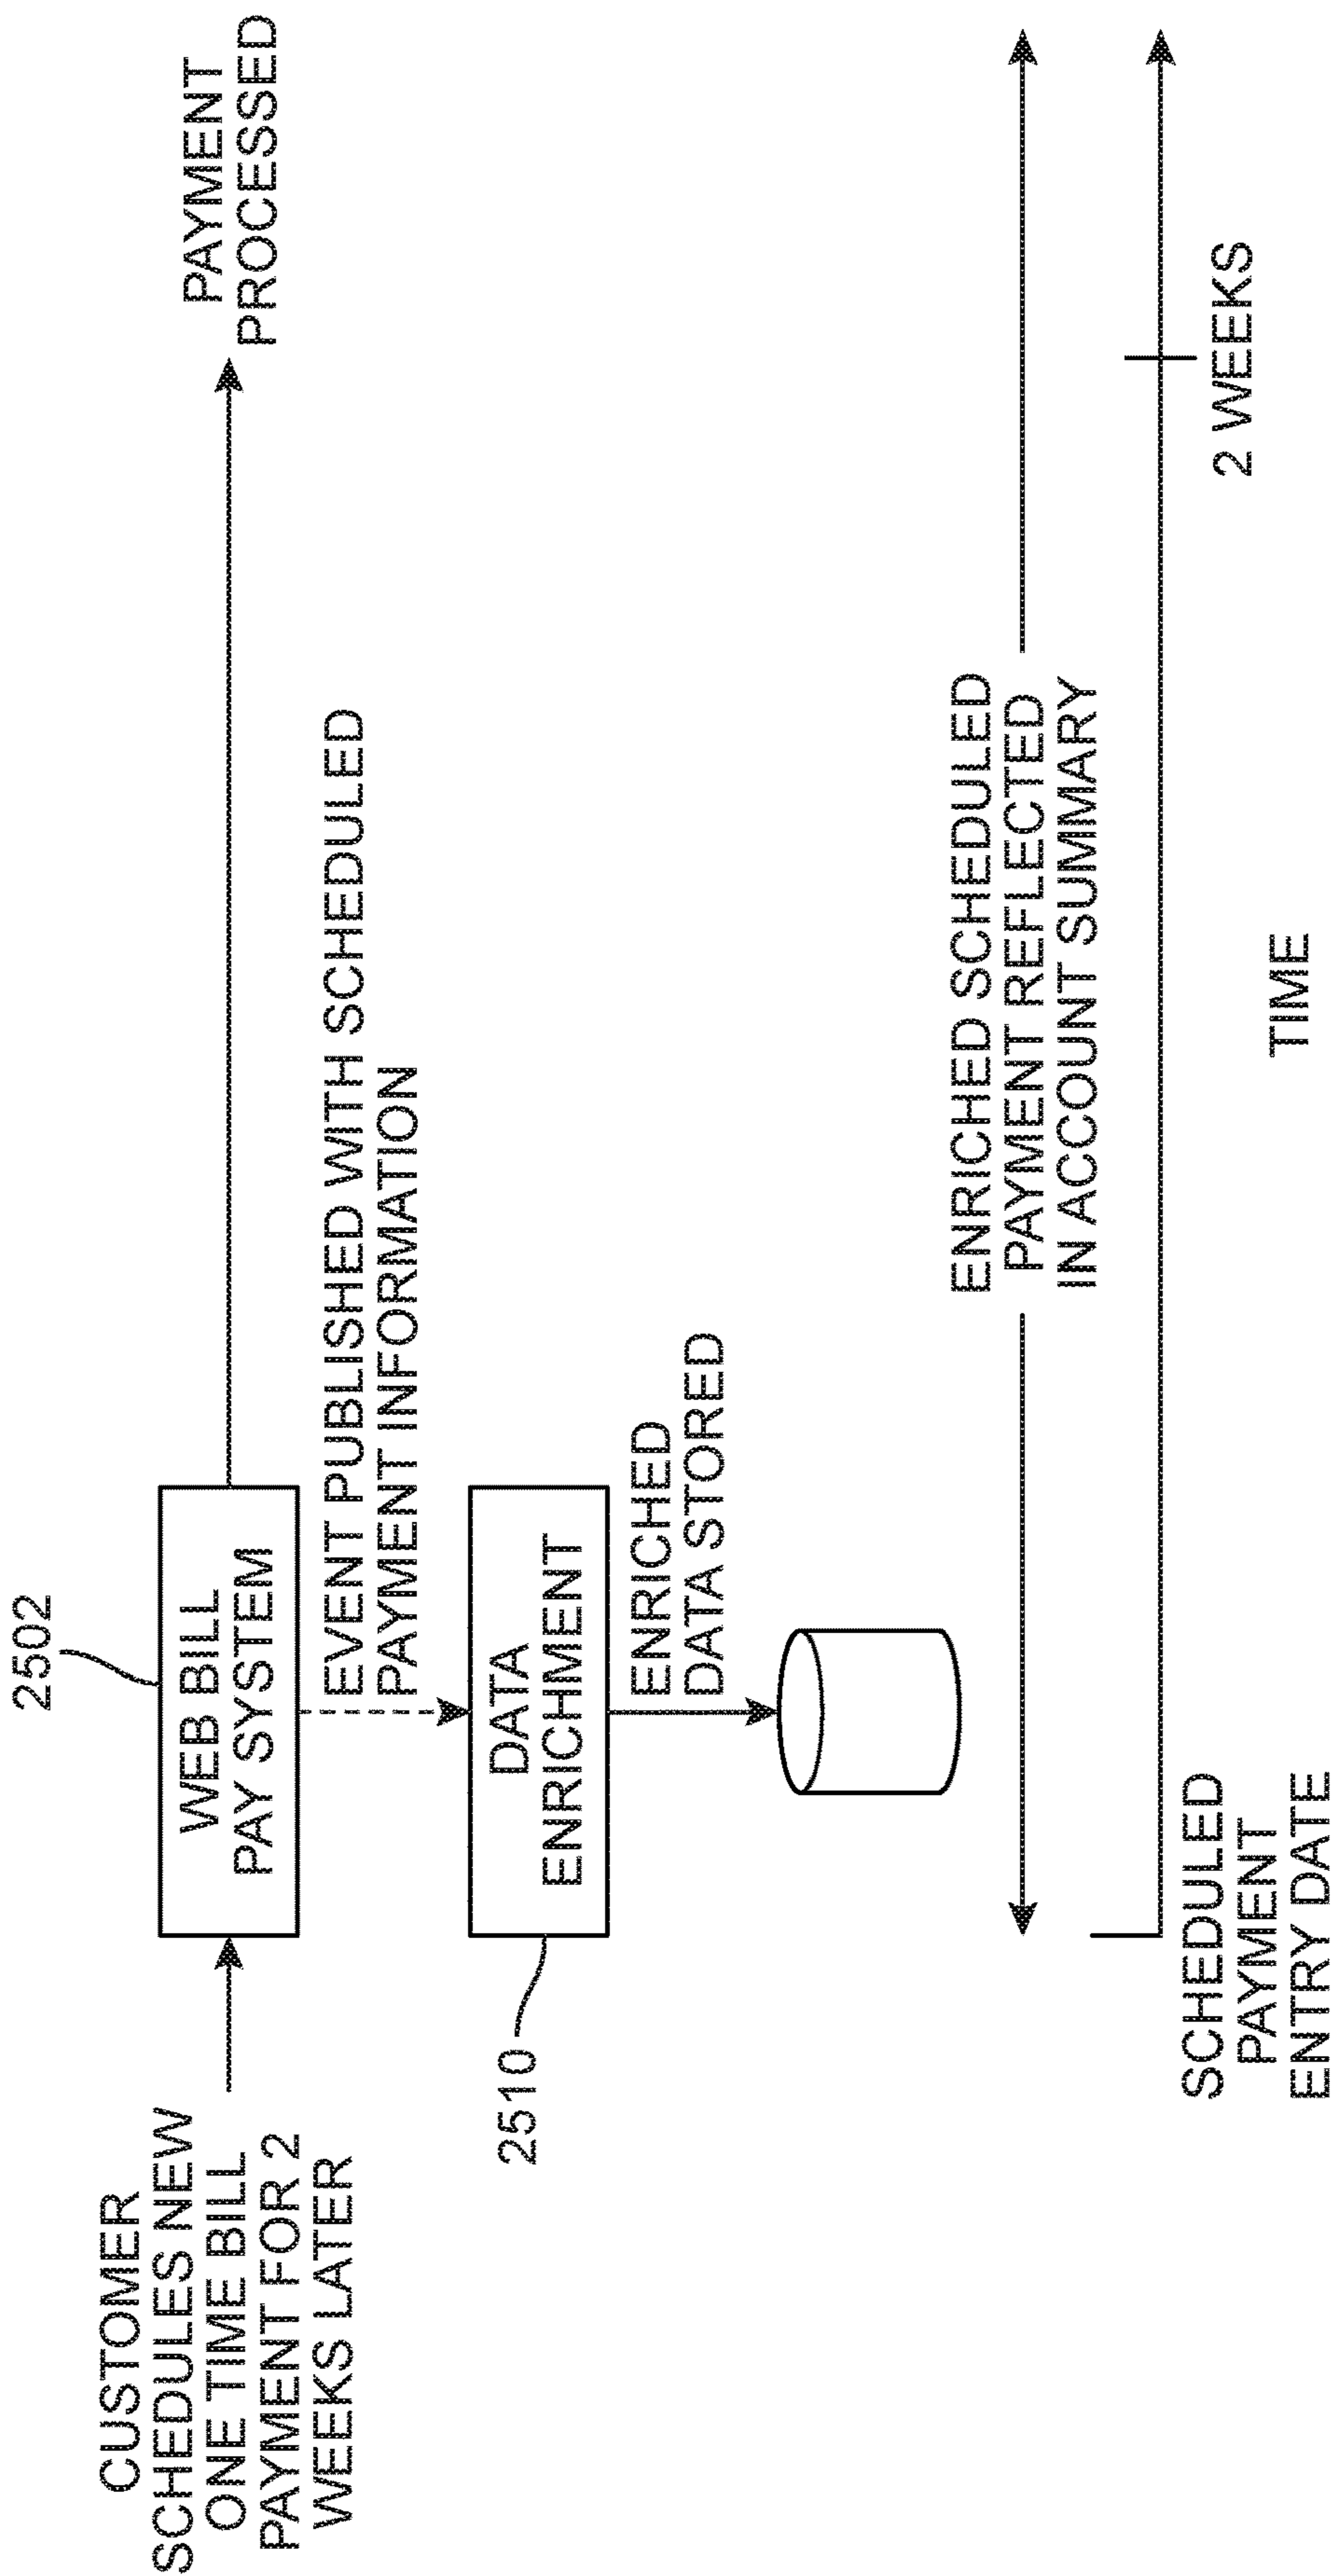 2502
CUSTOMER
SCHEDULES NEW
ONE TIME BILL
PAYMENT FOR 2
WEEKS LATER
WEB BILL
PAY SYSTEM
PAYMENT
PROCESSED
EVENT PUBLISHED WITH SCHEDULED
PAYMENT INFORMATION
2510
DATA
ENRICHMENT
ENRICHED
DATA STORED
ENRICHED SCHEDULED
PAYMENT REFLECTED
IN ACCOUNT SUMMARY
SCHEDULED
PAYMENT
ENTRY DATE
2 WEEKS
TIME